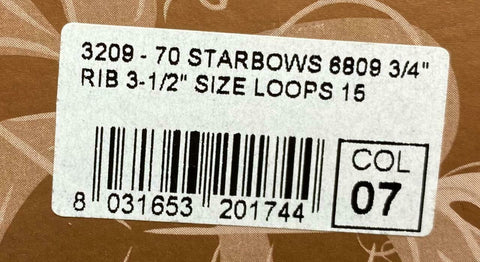 3209 - 70 STARBOWS 6809 3/4"
RIB 3-1/2" SIZE LOOPS 15
COL
07
8 031653 201744